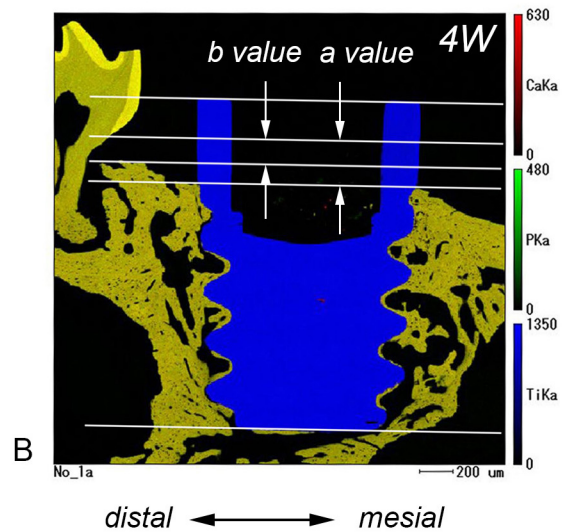 4W
b value a value
630
CaKa
0
480
PKa
0
1350
TiKa
0
B
No_1a
200 um
distal mesial